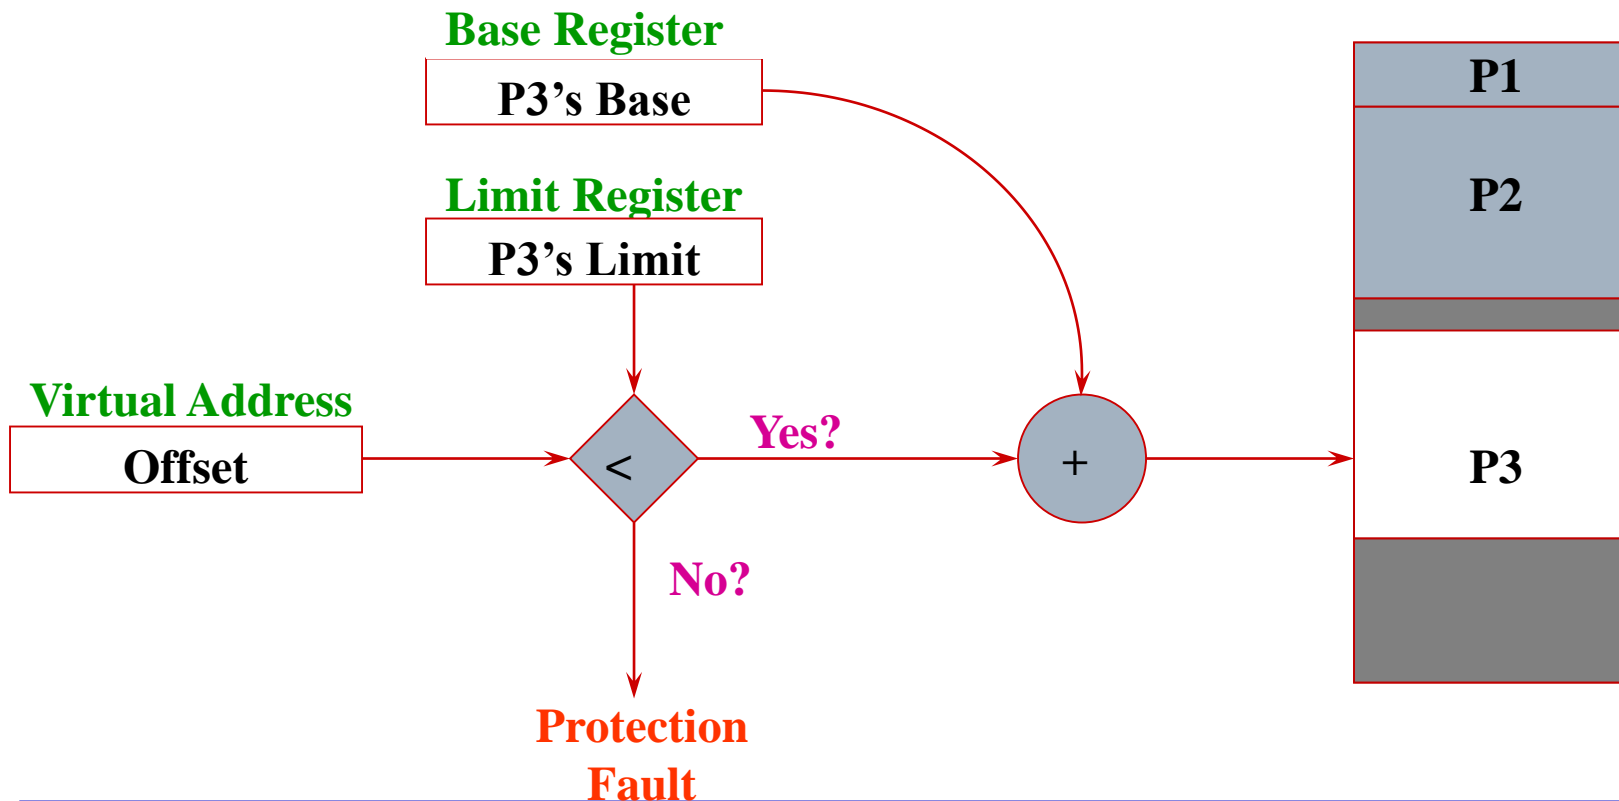 Base Register
P3’s Base
P1
Limit Register
P2
P3’s Limit
Virtual Address
Offset
<
Yes?
+
P3
No?
Protection
Fault